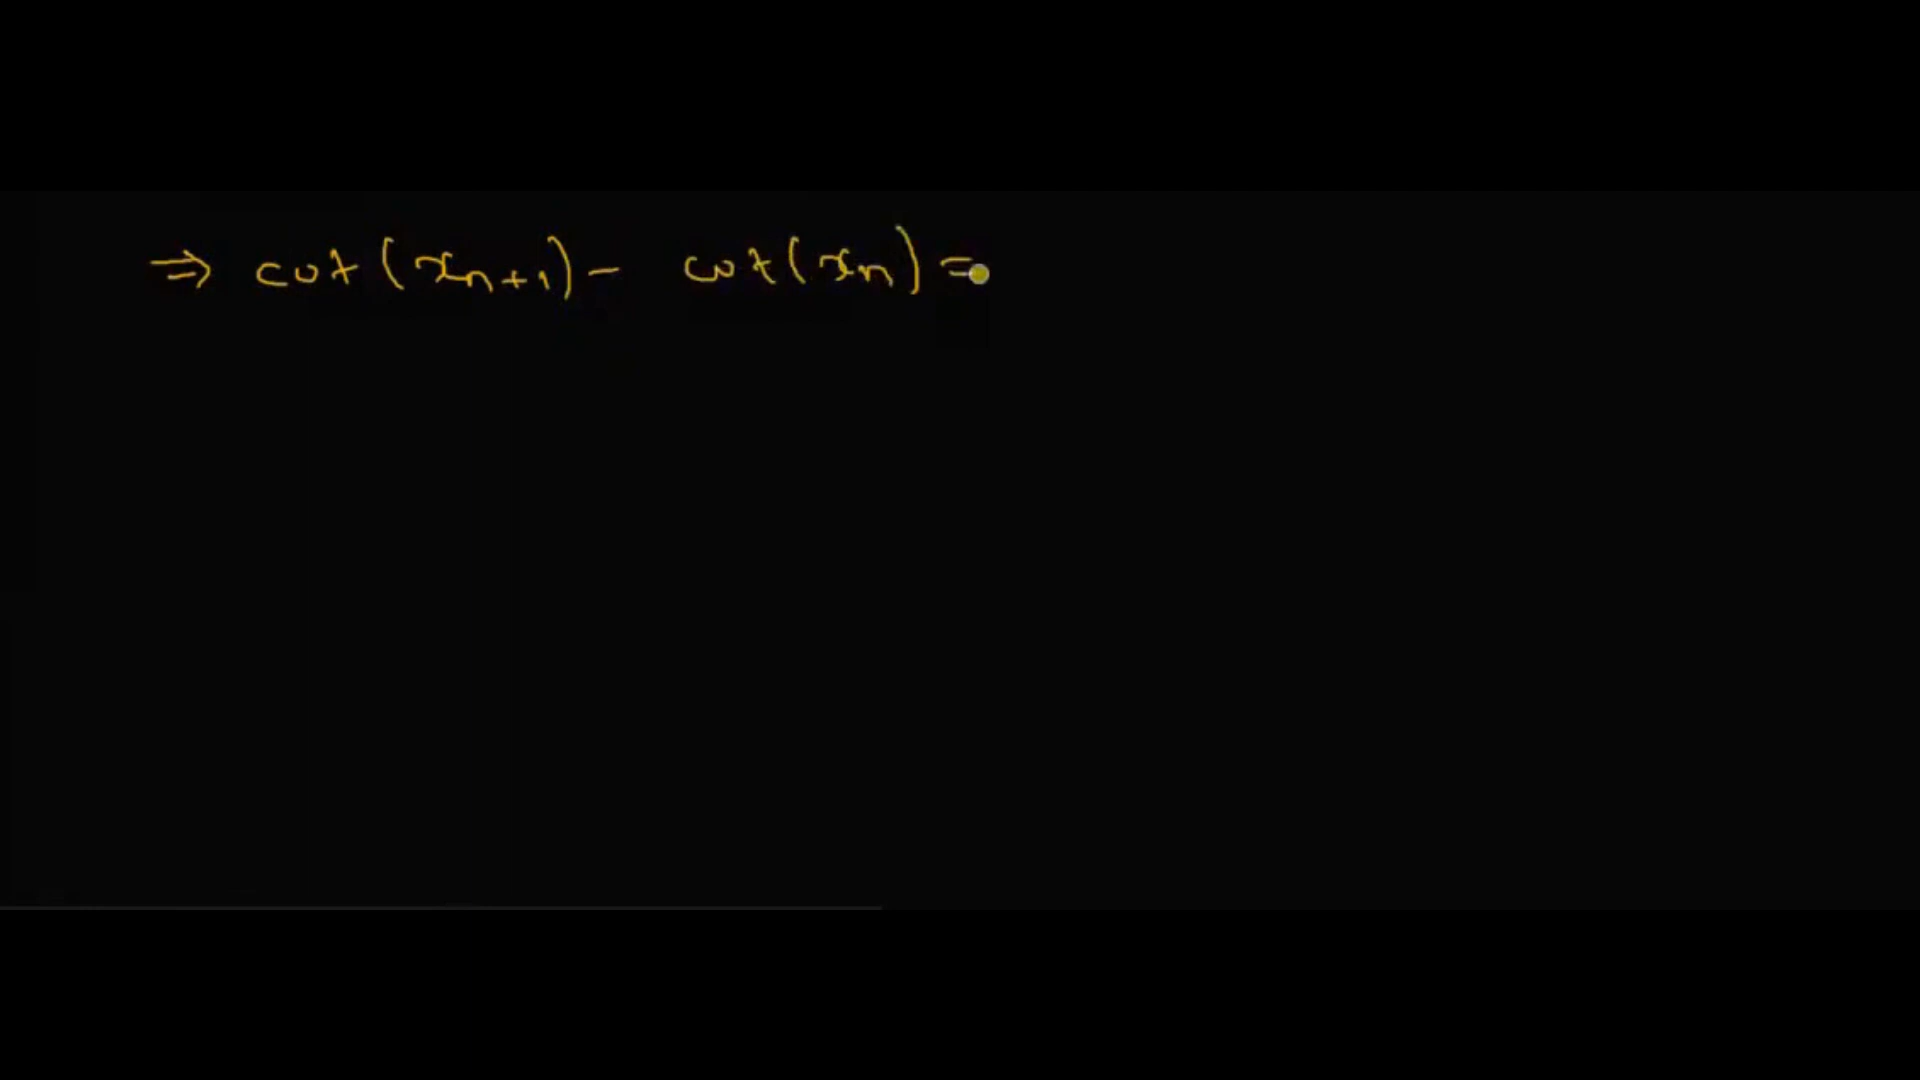 ⇒ cot(xn+1) - cot(xn) =